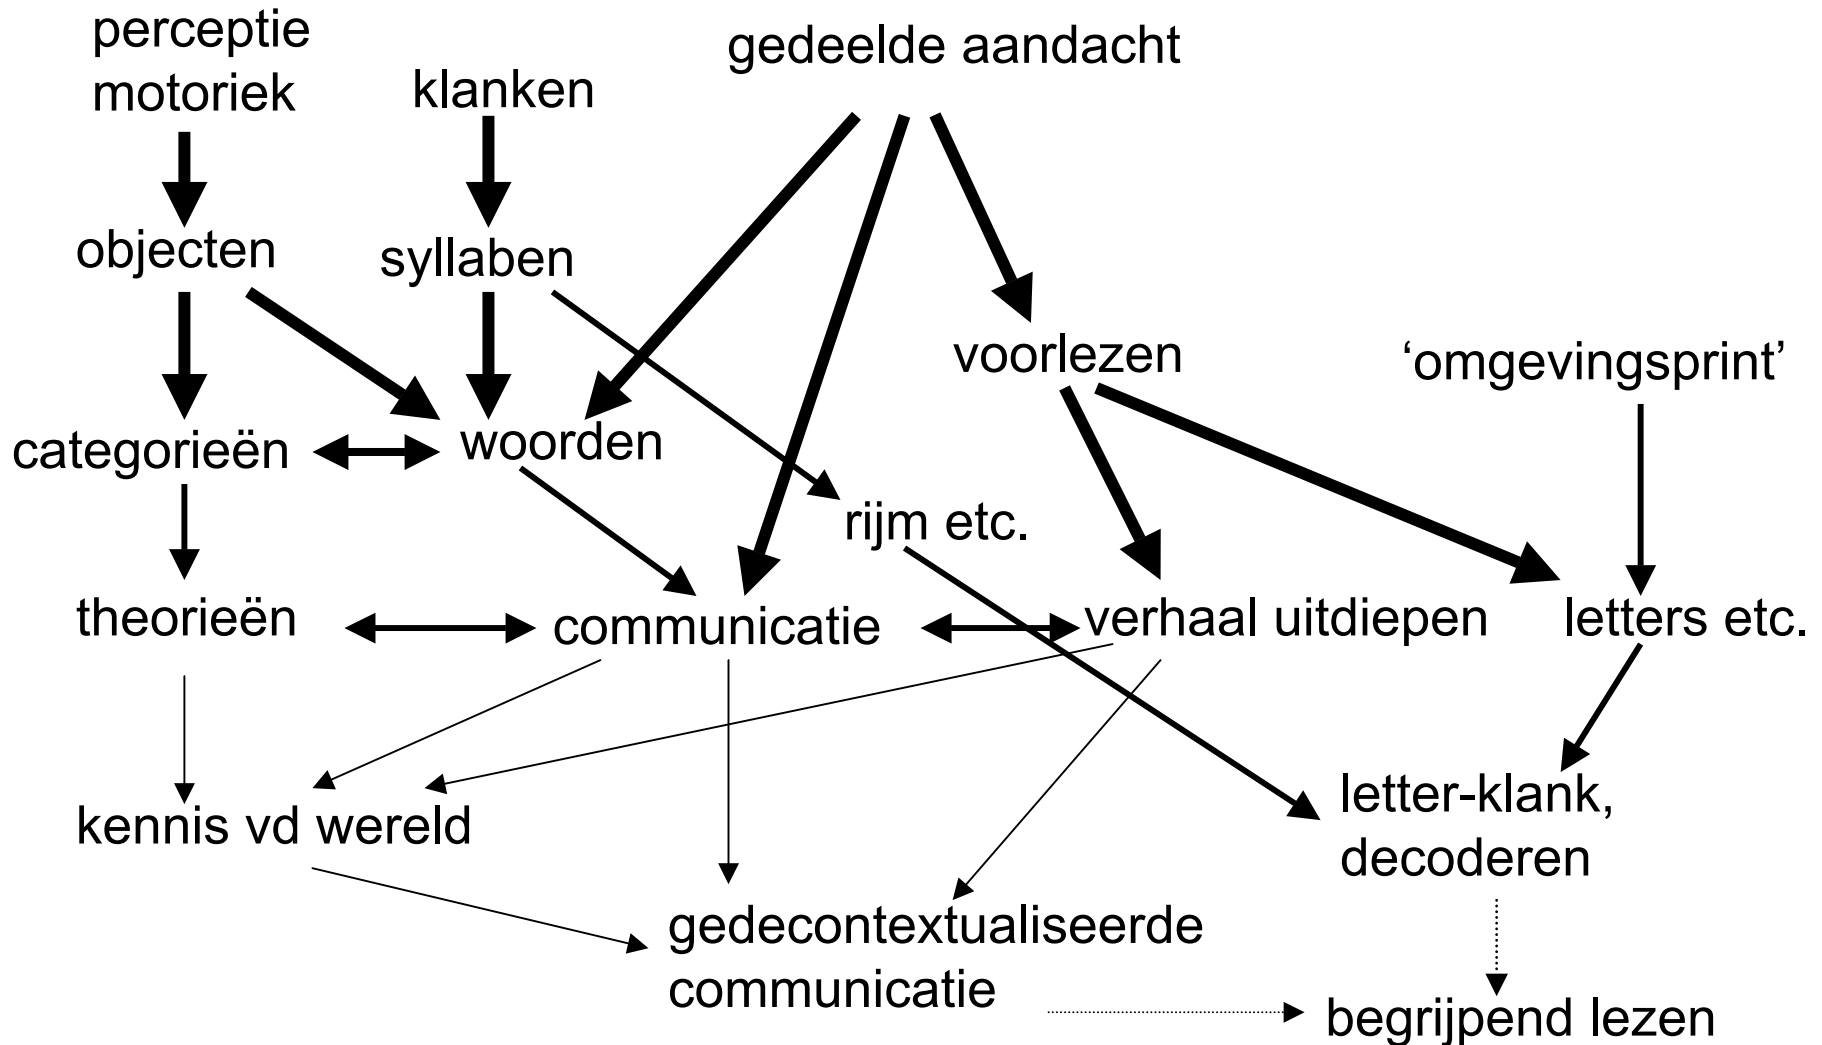 perceptie
motoriek
klanken
gedeelde aandacht
objecten
syllaben
voorlezen
‘omgevingsprint’
categorieën
woorden
rijm etc.
theorieën
communicatie
verhaal uitdiepen
letters etc.
kennis vd wereld
letter-klank,
decoderen
gedecontextualiseerde
communicatie
begrijpend lezen